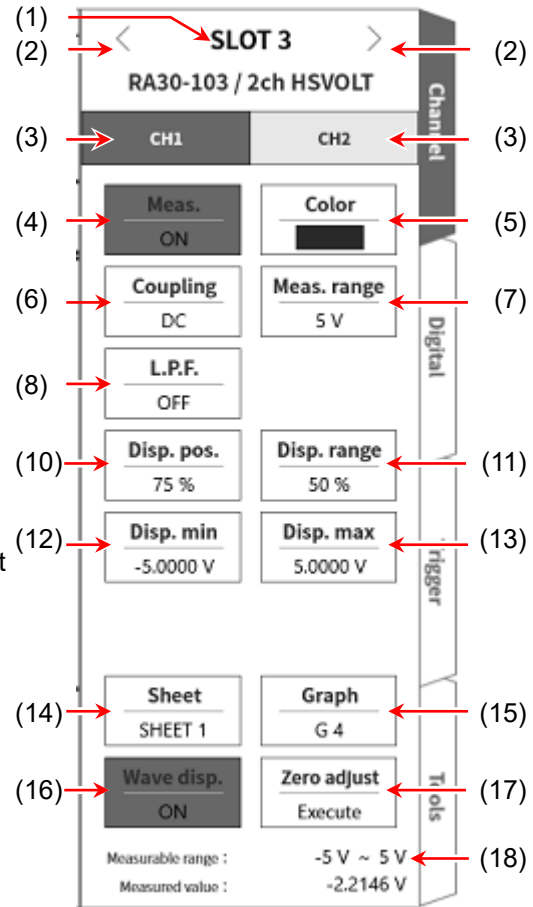 (1)
(2) < SLOT 3 > (2)
RA30-103 / 2ch HSVOLT
(3) CH1 CH2 (3)
(4) Meas. Color (5)
ON
(6) Coupling Meas. range (7)
DC 5 V
(8) L.P.F.
OFF
(10) Disp. pos. Disp. range (11)
75 % 50 %
(12) Disp. min Disp. max (13)
-5.0000 V 5.0000 V
t
(14) Sheet Graph (15)
SHEET 1 G 4
(16) Wave disp. Zero adjust (17)
ON Execute
Measurable range : -5 V ~ 5 V (18)
Measured value : -2.2146 V
Channel
Digital
Trigger
Tools